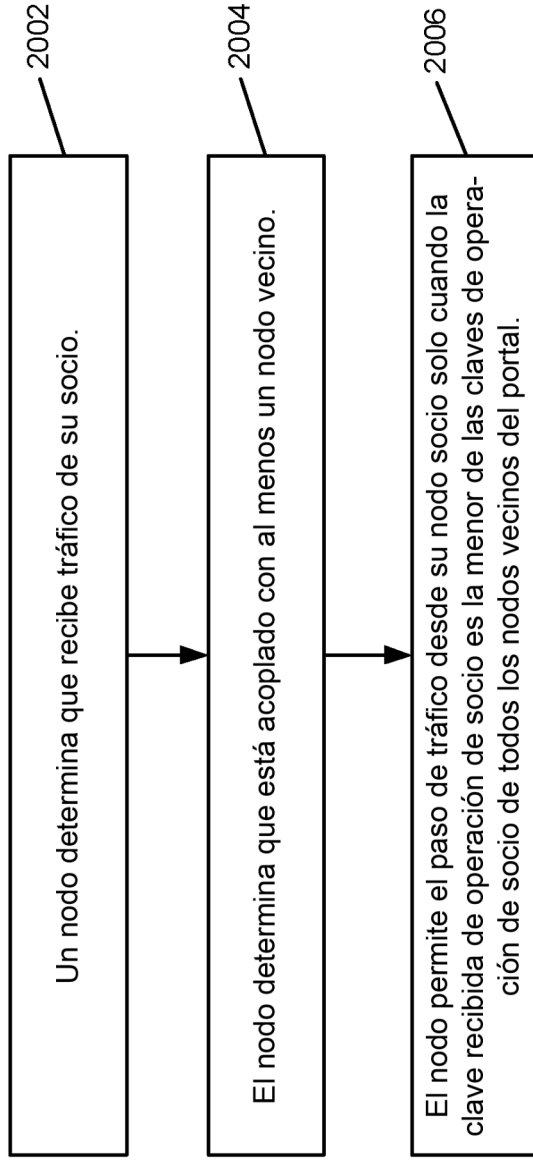 2002
Un nodo determina que recibe tráfico de su socio.
2004
El nodo determina que está acoplado con al menos un nodo vecino.
2006
El nodo permite el paso de tráfico desde su nodo socio solo cuando la
clave recibida de operación de socio es la menor de las claves de opera-
ción de socio de todos los nodos vecinos del portal.